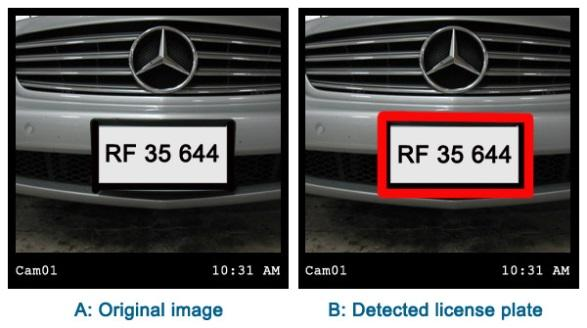 RF 35 644
RF 35 644
Cam01 10:31 AM
Cam01 10:31 AM
A: Original image
B: Detected license plate